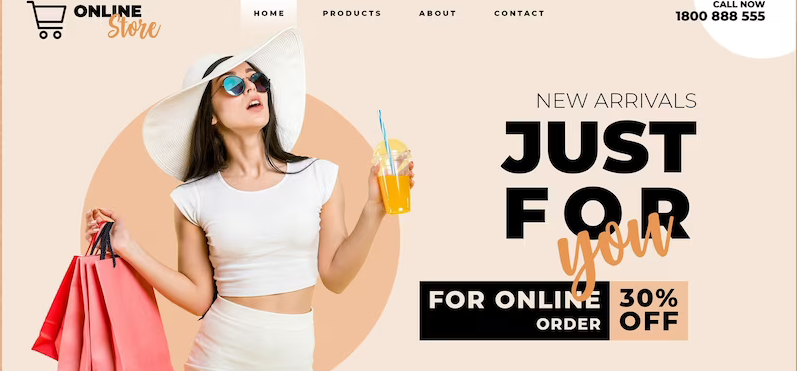 ONLINE
Store
HOME PRODUCTS ABOUT CONTACT
CALL NOW
1800 888 555
NEW ARRIVALS
JUST
FOR
you
FOR ONLINE
ORDER
30%
OFF